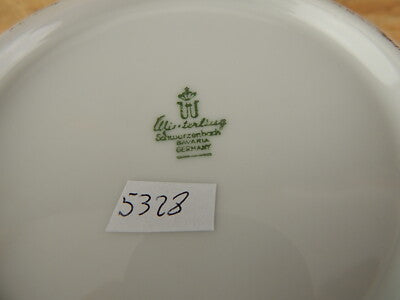 Winterling
Schwarzenbach
BAVARIA
GERMANY
5328